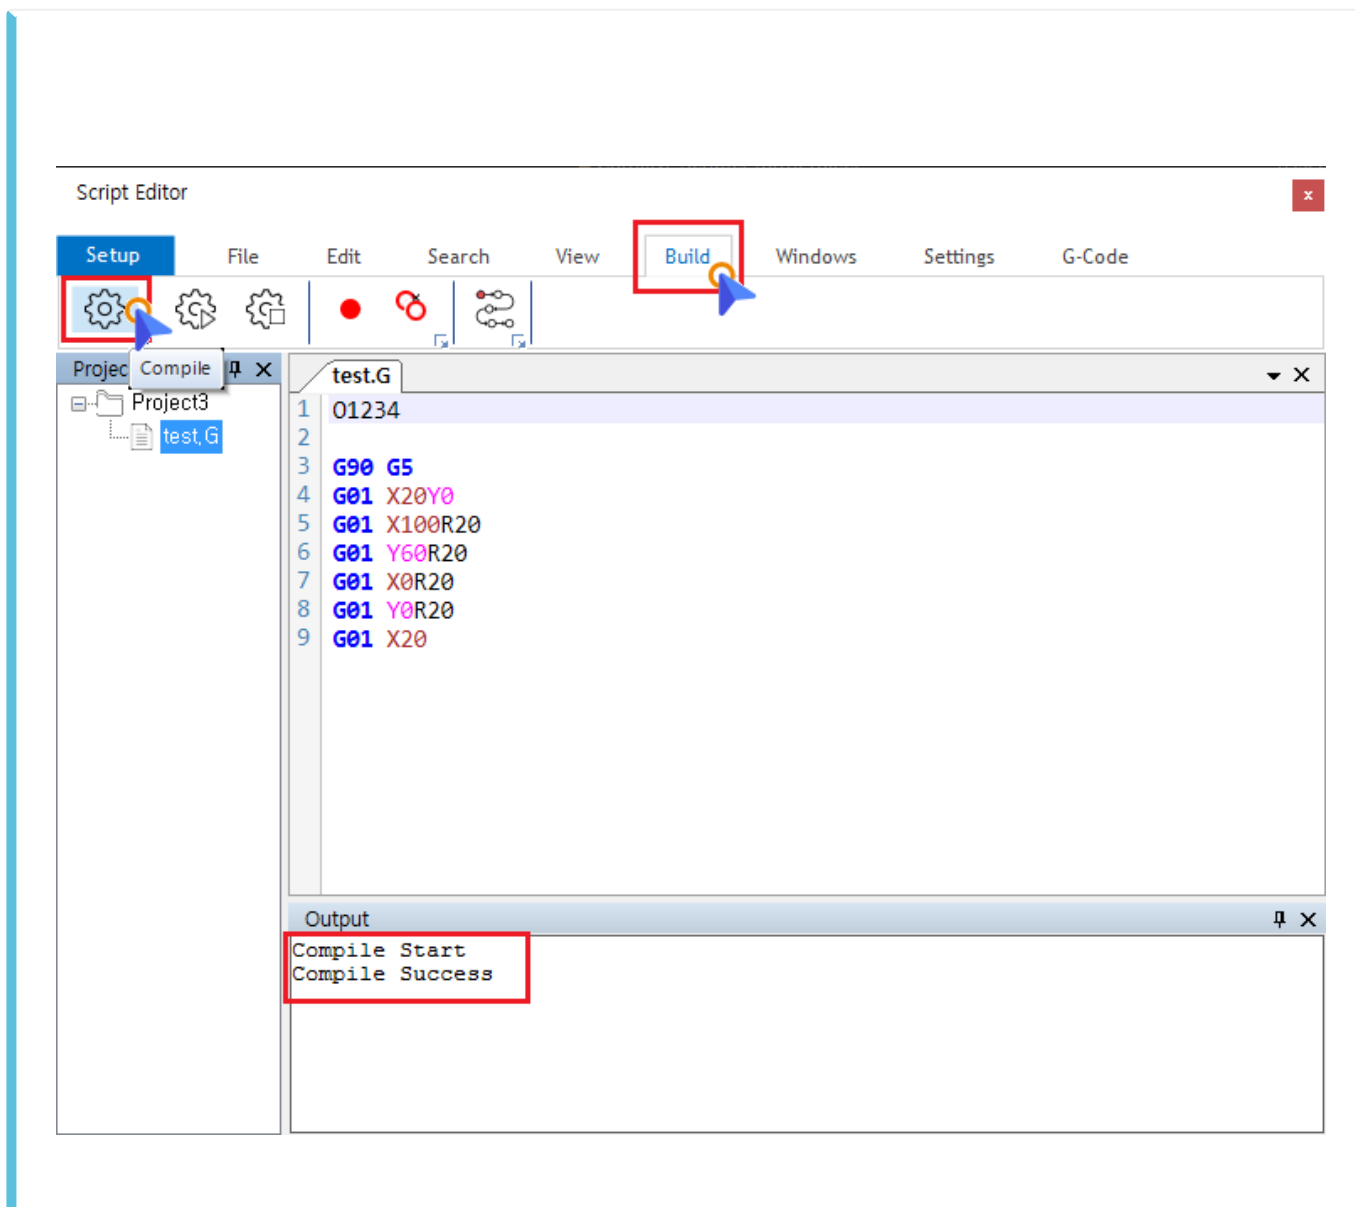 Script Editor
x
Setup File Edit Search View Build Windows Settings G-Code
Compile
test.G
Project3
test,G
1 O1234
2
3 G90 G5
4 G01 X20Y0
5 G01 X100R20
6 G01 Y60R20
7 G01 X0R20
8 G01 Y0R20
9 G01 X20
Output
Compile Start
Compile Success